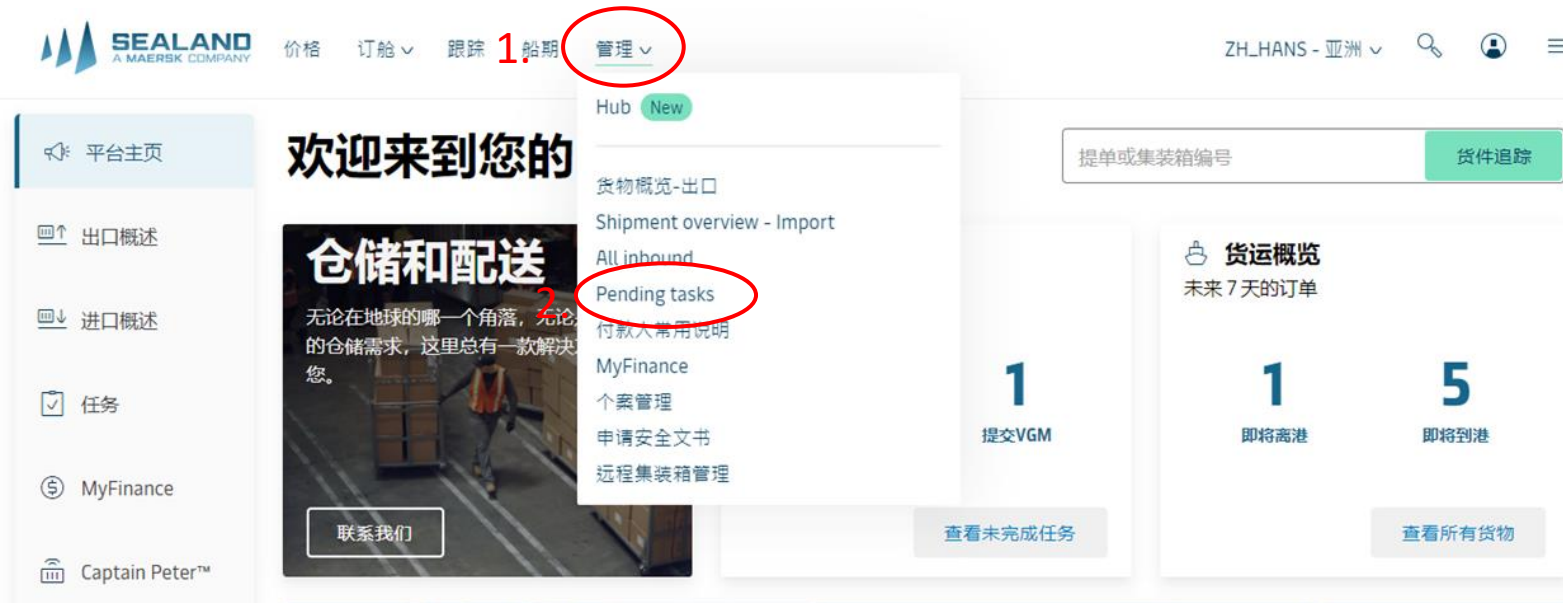 SEALAND
A MAERSK COMPANY
价格
订舱
跟踪
1.
船期
管理
ZH_HANS - 亚洲
Hub New
平台主页
欢迎来到您的
提单或集装箱编号
货件追踪
货物概览-出口
Shipment overview - Import
All inbound
2.
Pending tasks
付款人常用说明
MyFinance
个案管理
申请安全文书
远程集装箱管理
出口概述
进口概述
任务
MyFinance
Captain Peter™
仓储和配送
无论在地球的哪一个角落，无论
的仓储需求，这里总有一款解决
您。
联系我们
1
提交VGM
查看未完成任务
货运概览
未来 7 天的订单
1
即将离港
5
即将到港
查看所有货物